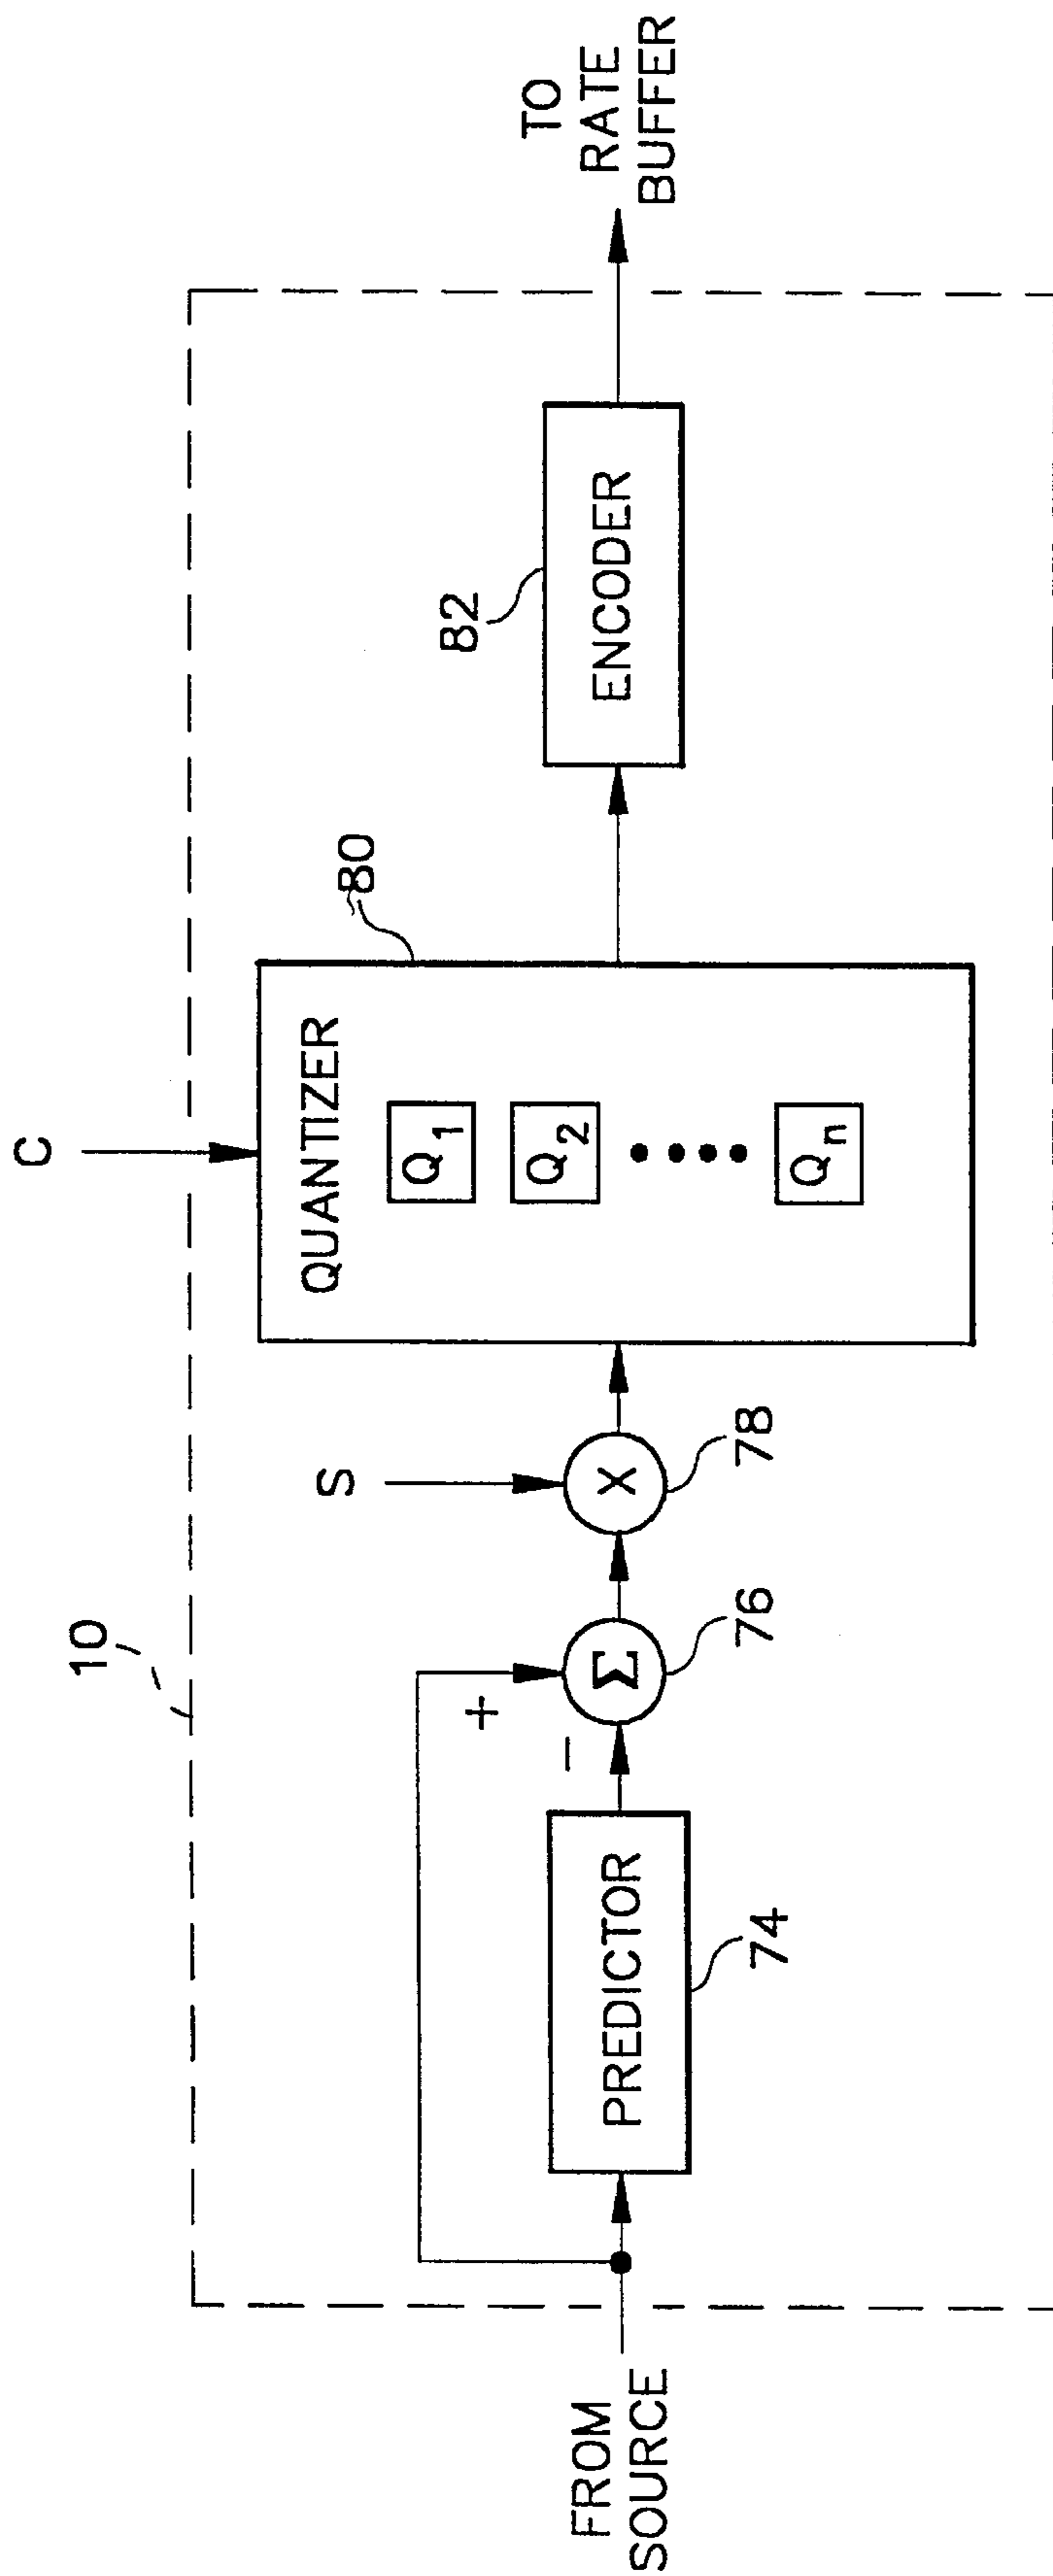 C
10
S
QUANTIZER
80
Q1
Q2
Qn
82
ENCODER
TO
RATE
BUFFER
+
−
Σ
76
X
78
PREDICTOR
74
FROM
SOURCE